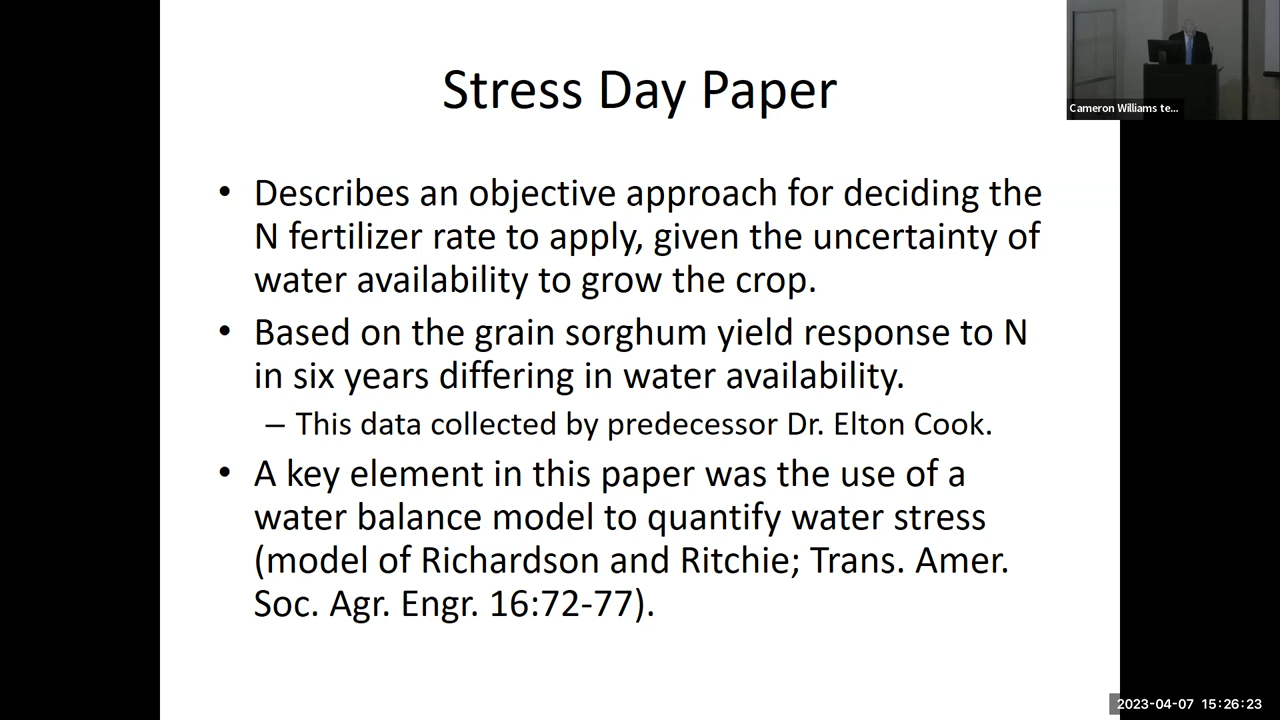 Stress Day Paper
• Describes an objective approach for deciding the
N fertilizer rate to apply, given the uncertainty of
water availability to grow the crop.
• Based on the grain sorghum yield response to N
in six years differing in water availability.
– This data collected by predecessor Dr. Elton Cook.
• A key element in this paper was the use of a
water balance model to quantify water stress
(model of Richardson and Ritchie; Trans. Amer.
Soc. Agr. Engr. 16:72-77).
Cameron Williams te...
2023-04-07 15:26:23